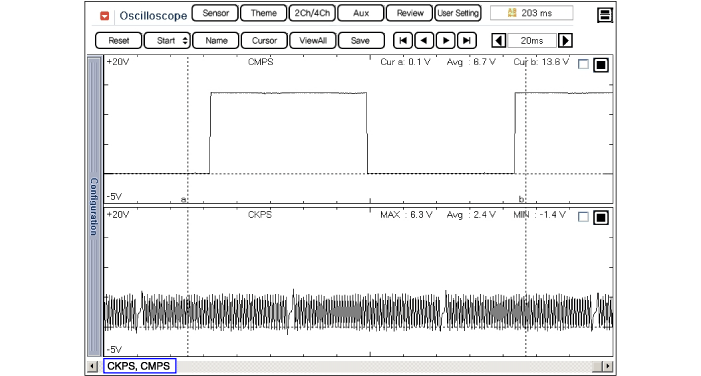 Oscilloscope Sensor Theme 2Ch/4Ch Aux Review User Setting 203 ms
Reset Start Name Cursor ViewAll Save 20ms
+20V CMPS Cur a: 0.1 V Avg : 6.7 V Cur b: 13.6 V
Configuration
-5V a b
+20V CKPS MAX : 6.3 V Avg : 2.4 V MIN : -1.4 V
-5V
CKPS, CMPS